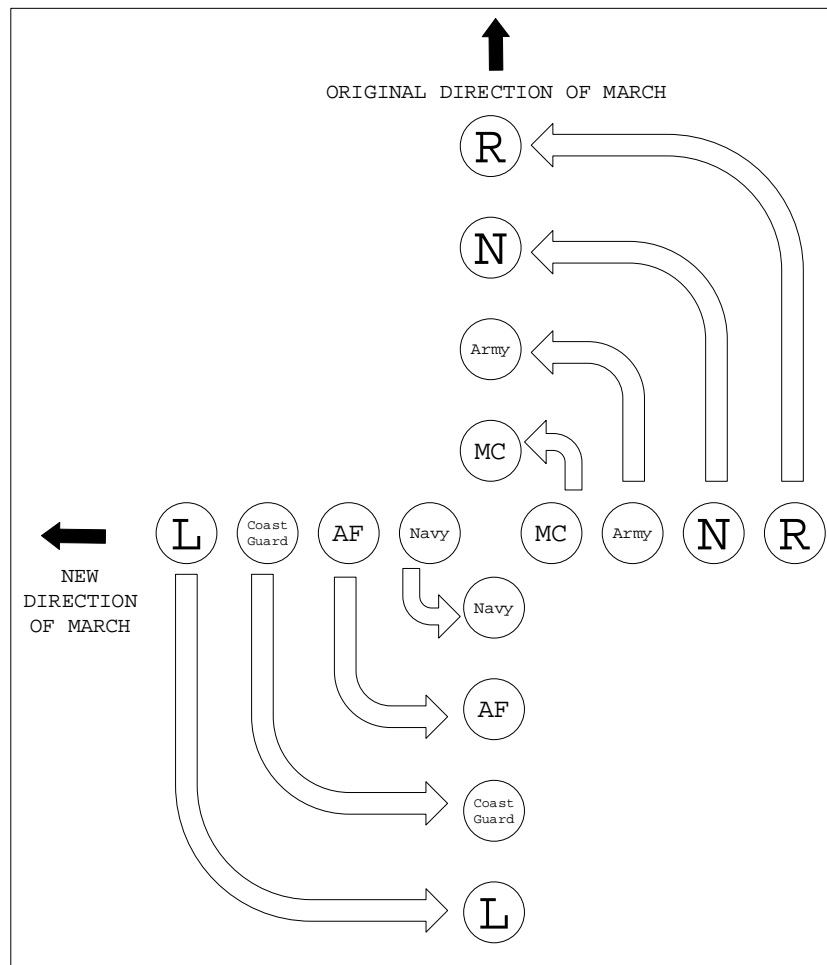 ORIGINAL DIRECTION OF MARCH
R
N
Army
MC
L
Coast
Guard
AF
Navy
MC
Army
N
R
NEW
DIRECTION
OF MARCH
Navy
AF
Coast
Guard
L